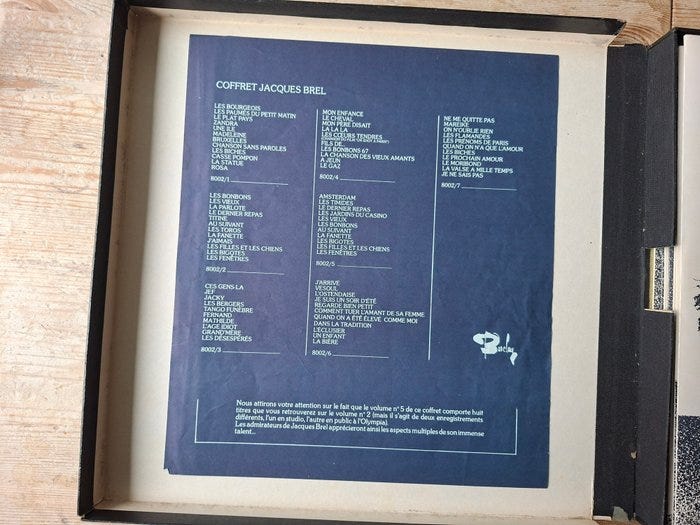 COFFRET JACQUES BREL
LES BOURGEOIS
LES PAUMÉS DU PETIT MATIN
LE PLAT PAYS
ZANDRA
UNE ILE
MADELEINE
BRUXELLES
CHANSON SANS PAROLES
LES BICHES
CASSE POMPON
LA STATUE
ROSA
8002/1
LES BONBONS
LES VIEUX
LA PARLOTE
LE DERNIER REPAS
TITINE
AU SUIVANT
LES TOROS
LA FANETTE
J'AIMAIS
LES FILLES ET LES CHIENS
LES BIGOTES
LES FENÊTRES
8002/2
CES GENS-LA
JEF
JACKY
LES BERGERS
TANGO FUNÈBRE
FERNAND
MATHILDE
L'AGE IDIOT
GRAND'MÈRE
LES DÉSESPÉRÉS
8002/3
MON ENFANCE
LE CHEVAL
MON PÈRE DISAIT
LA LA LA
LES CŒURS TENDRES
FILS DE...
LES BONBONS 67
LA CHANSON DES VIEUX AMANTS
A JEUN
LE GAZ
8002/4
AMSTERDAM
LES TIMIDES
LE DERNIER REPAS
LES JARDINS DU CASINO
LES VIEUX
LES BONBONS
AU SUIVANT
LA FANETTE
LES BIGOTES
LES FILLES ET LES CHIENS
LES FENÊTRES
8002/5
J'ARRIVE
VESOUL
L'OSTENDAISE
JE SUIS UN SOIR D'ÉTÉ
REGARDE BIEN PETIT
COMMENT TUER L'AMANT DE SA FEMME
QUAND ON A ÉTÉ ÉLEVÉ COMME MOI
DANS LA TRADITION
L'ÉCLUSIER
UN ENFANT
LA BIÈRE
8002/6
NE ME QUITTE PAS
MAREIKE
ON N'OUBLIE RIEN
LES FLAMANDES
LES PRÉNOMS DE PARIS
QUAND ON N'A QUE L'AMOUR
LES BICHES
LE PROCHAIN AMOUR
LE MORIBOND
LA VALSE A MILLE TEMPS
JE NE SAIS PAS
8002/7
Barclay
Nous attirons votre attention sur le fait que le volume n° 5 de ce coffret comporte huit
titres que vous retrouverez sur le volume n° 2 (mais il s'agit de deux enregistrements
différents, l'un en studio, l'autre en public à l'Olympia).
Les admirateurs de Jacques Brel apprécieront ainsi les aspects multiples de son immense
talent...